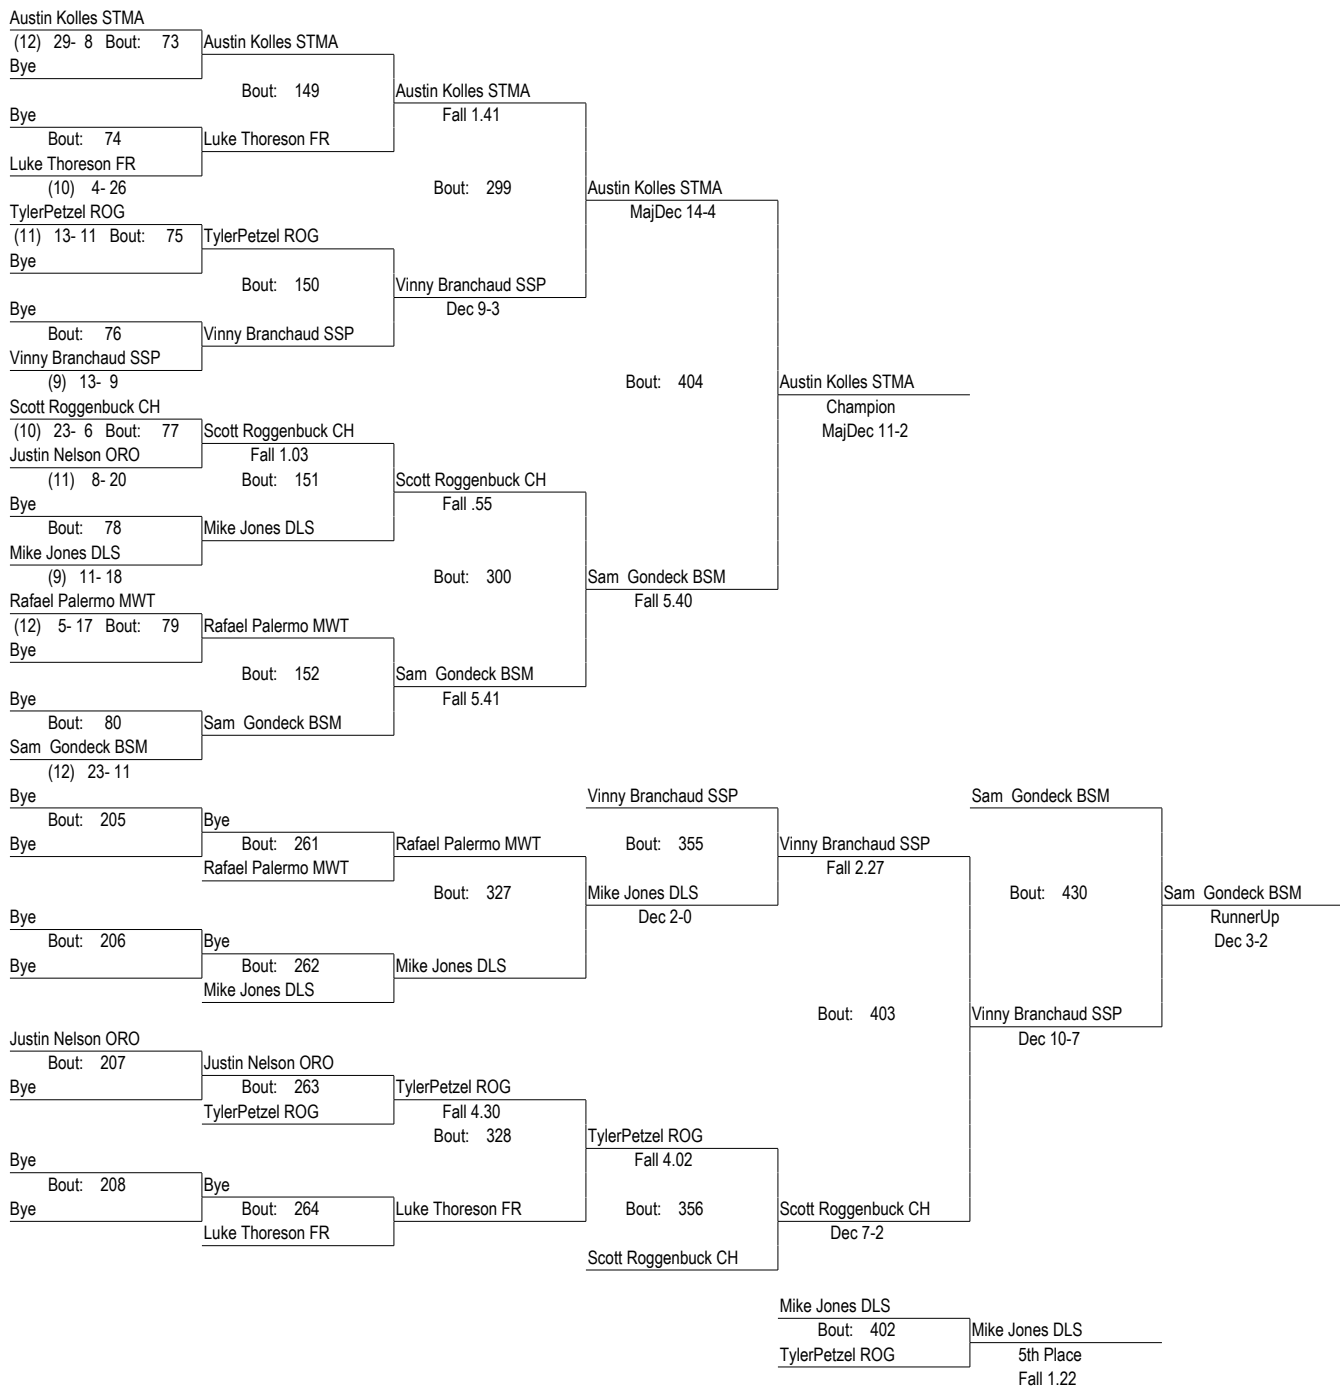 Austin Kolles STMA
(12) 29- 8 Bout: 73 Austin Kolles STMA
Bye
Bout: 149 Austin Kolles STMA
Bye Fall 1.41
Bout: 74 Luke Thoreson FR
Luke Thoreson FR
(10) 4- 26 Bout: 299 Austin Kolles STMA
TylerPetzel ROG MajDec 14-4
(11) 13- 11 Bout: 75 TylerPetzel ROG
Bye
Bout: 150 Vinny Branchaud SSP
Bye Dec 9-3
Bout: 76 Vinny Branchaud SSP
Vinny Branchaud SSP
(9) 13- 9 Bout: 404 Austin Kolles STMA
Scott Roggenbuck CH Champion
(10) 23- 6 Bout: 77 Scott Roggenbuck CH MajDec 11-2
Justin Nelson ORO Fall 1.03
(11) 8- 20 Bout: 151 Scott Roggenbuck CH
Bye Fall .55
Bout: 78 Mike Jones DLS
Mike Jones DLS
(9) 11- 18 Bout: 300 Sam Gondeck BSM
Rafael Palermo MWT Fall 5.40
(12) 5- 17 Bout: 79 Rafael Palermo MWT
Bye
Bout: 152 Sam Gondeck BSM
Bye Fall 5.41
Bout: 80 Sam Gondeck BSM
Sam Gondeck BSM
(12) 23- 11
Bye Vinny Branchaud SSP Sam Gondeck BSM
Bout: 205 Bye
Bye Bout: 261 Rafael Palermo MWT Bout: 355 Vinny Branchaud SSP
Rafael Palermo MWT Fall 2.27
Bout: 327 Mike Jones DLS Bout: 430 Sam Gondeck BSM
Bye Dec 2-0 RunnerUp
Bout: 206 Bye Dec 3-2
Bye Bout: 262 Mike Jones DLS
Mike Jones DLS
Bout: 403 Vinny Branchaud SSP
Justin Nelson ORO Dec 10-7
Bout: 207 Justin Nelson ORO
Bye Bout: 263 TylerPetzel ROG
TylerPetzel ROG Fall 4.30
Bout: 328 TylerPetzel ROG
Bye Fall 4.02
Bout: 208 Bye
Bye Bout: 264 Luke Thoreson FR Bout: 356 Scott Roggenbuck CH
Luke Thoreson FR Dec 7-2
Scott Roggenbuck CH
Mike Jones DLS
Bout: 402 Mike Jones DLS
TylerPetzel ROG 5th Place
Fall 1.22